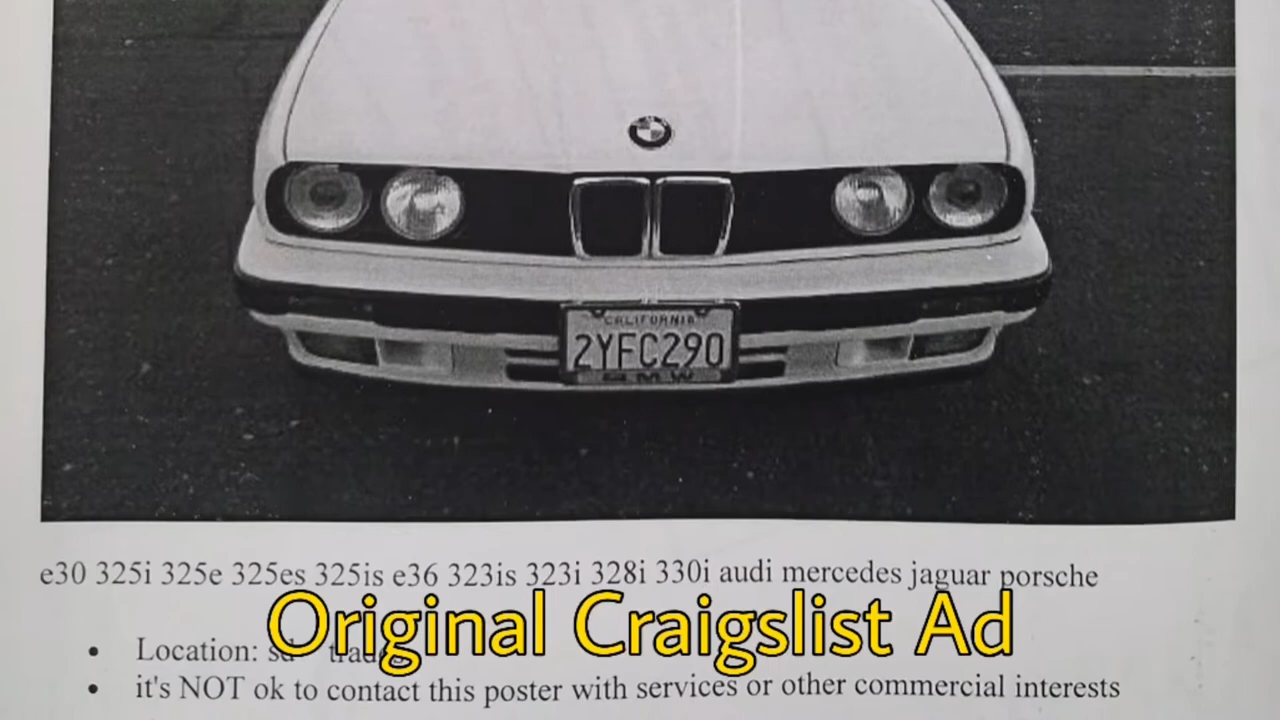 CALIFORNIA
2YFC290
BMW
e30 325i 325e 325es 325is e36 323is 323i 328i 330i audi mercedes jaguar porsche
Original Craigslist Ad
• Location:
• it's NOT ok to contact this poster with services or other commercial interests